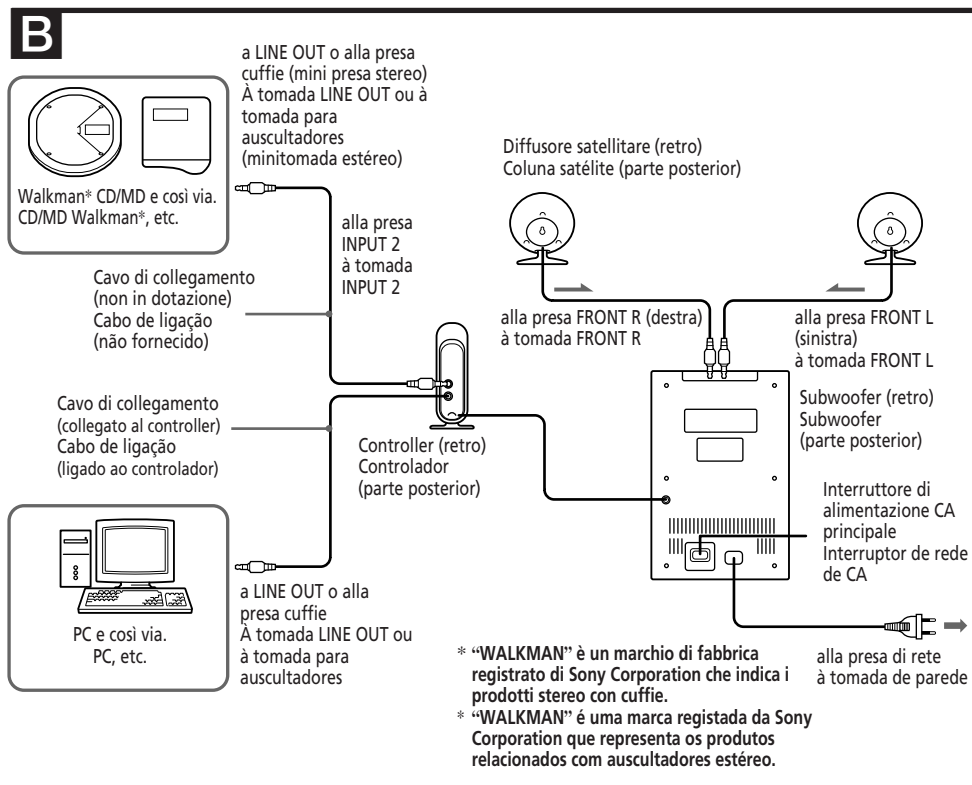 B
a LINE OUT o alla presa
cuffie (mini presa stereo)
À tomada LINE OUT ou à
tomada para
auscultadores
(minitomada estéreo)
Walkman* CD/MD e così via.
CD/MD Walkman*, etc.
alla presa
INPUT 2
à tomada
INPUT 2
Cavo di collegamento
(non in dotazione)
Cabo de ligação
(não fornecido)
Diffusore satellitare (retro)
Coluna satélite (parte posterior)
alla presa FRONT R (destra)
à tomada FRONT R
alla presa FRONT L
(sinistra)
à tomada FRONT L
Cavo di collegamento
(collegato al controller)
Cabo de ligação
(ligado ao controlador)
Controller (retro)
Controlador
(parte posterior)
Subwoofer (retro)
Subwoofer
(parte posterior)
Interruttore di
alimentazione CA
principale
Interruptor de rede
de CA
PC e così via.
PC, etc.
a LINE OUT o alla
presa cuffie
À tomada LINE OUT ou
à tomada para
auscultadores
alla presa di rete
à tomada de parede
* “WALKMAN” è un marchio di fabbrica
registrato di Sony Corporation che indica i
prodotti stereo con cuffie.
* “WALKMAN” é uma marca registada da Sony
Corporation que representa os produtos
relacionados com auscultadores estéreo.